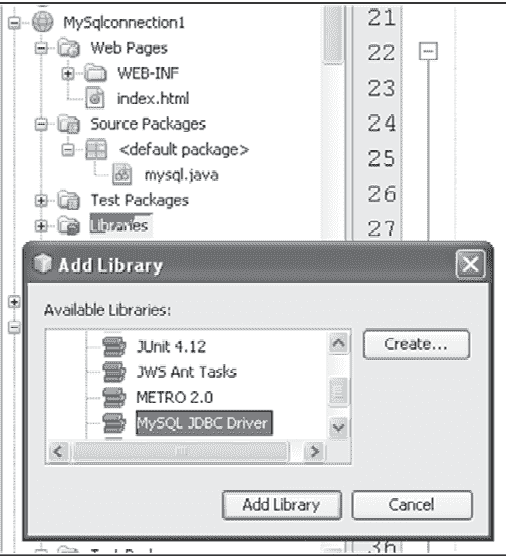 MySqlconnection1
Web Pages
WEB-INF
index.html
Source Packages
<default package>
mysql.java
Test Packages
Libraries
21
22
23
24
25
26
27
Add Library
Available Libraries:
JUnit 4.12
JWS Ant Tasks
METRO 2.0
MySQL JDBC Driver
Create...
Add Library
Cancel
36